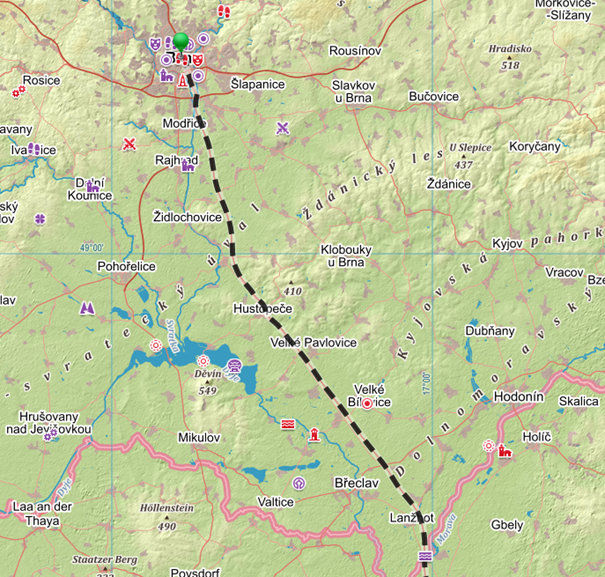 Morkovice-
-Slížany
Rousínov
Hradisko
518
Rosice
Šlapanice
Slavkov
u Brna
Bučovice
Modřice
Rajhrad
U Slepice
437
Koryčany
Ždánický les
Ždánice
Dolní
Kounice
Židlochovice
49°00'
Klobouky
u Brna
Kyjov
pahork
Pohořelice
Vracov
410
Hustopeče
Svratka
Velké Pavlovice
Kyjovská
Dubňany
Děvín
549
Velké
Bílovice
17°00'
Hodonín
Skalica
Hrušovany
nad Jevišovkou
Mikulov
Dolnomoravský
Holíč
Břeclav
Dyje
Valtice
Laa an der
Thaya
Höllenstein
490
Lanžhot
Morava
Gbely
Staatzer Berg
Poysdorf